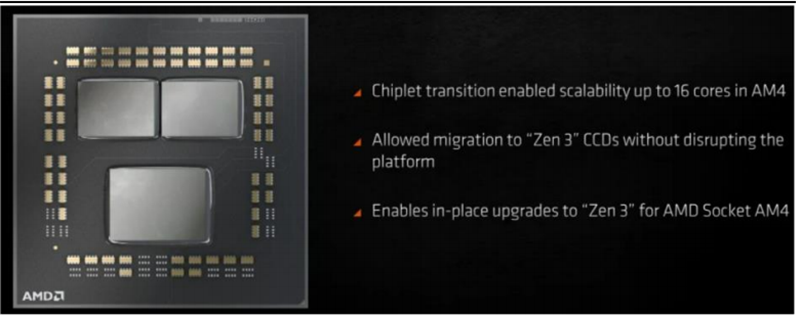 Chiplet transition enabled scalability up to 16 cores in AM4
Allowed migration to “Zen 3” CCDs without disrupting the
platform
Enables in-place upgrades to “Zen 3” for AMD Socket AM4
AMD